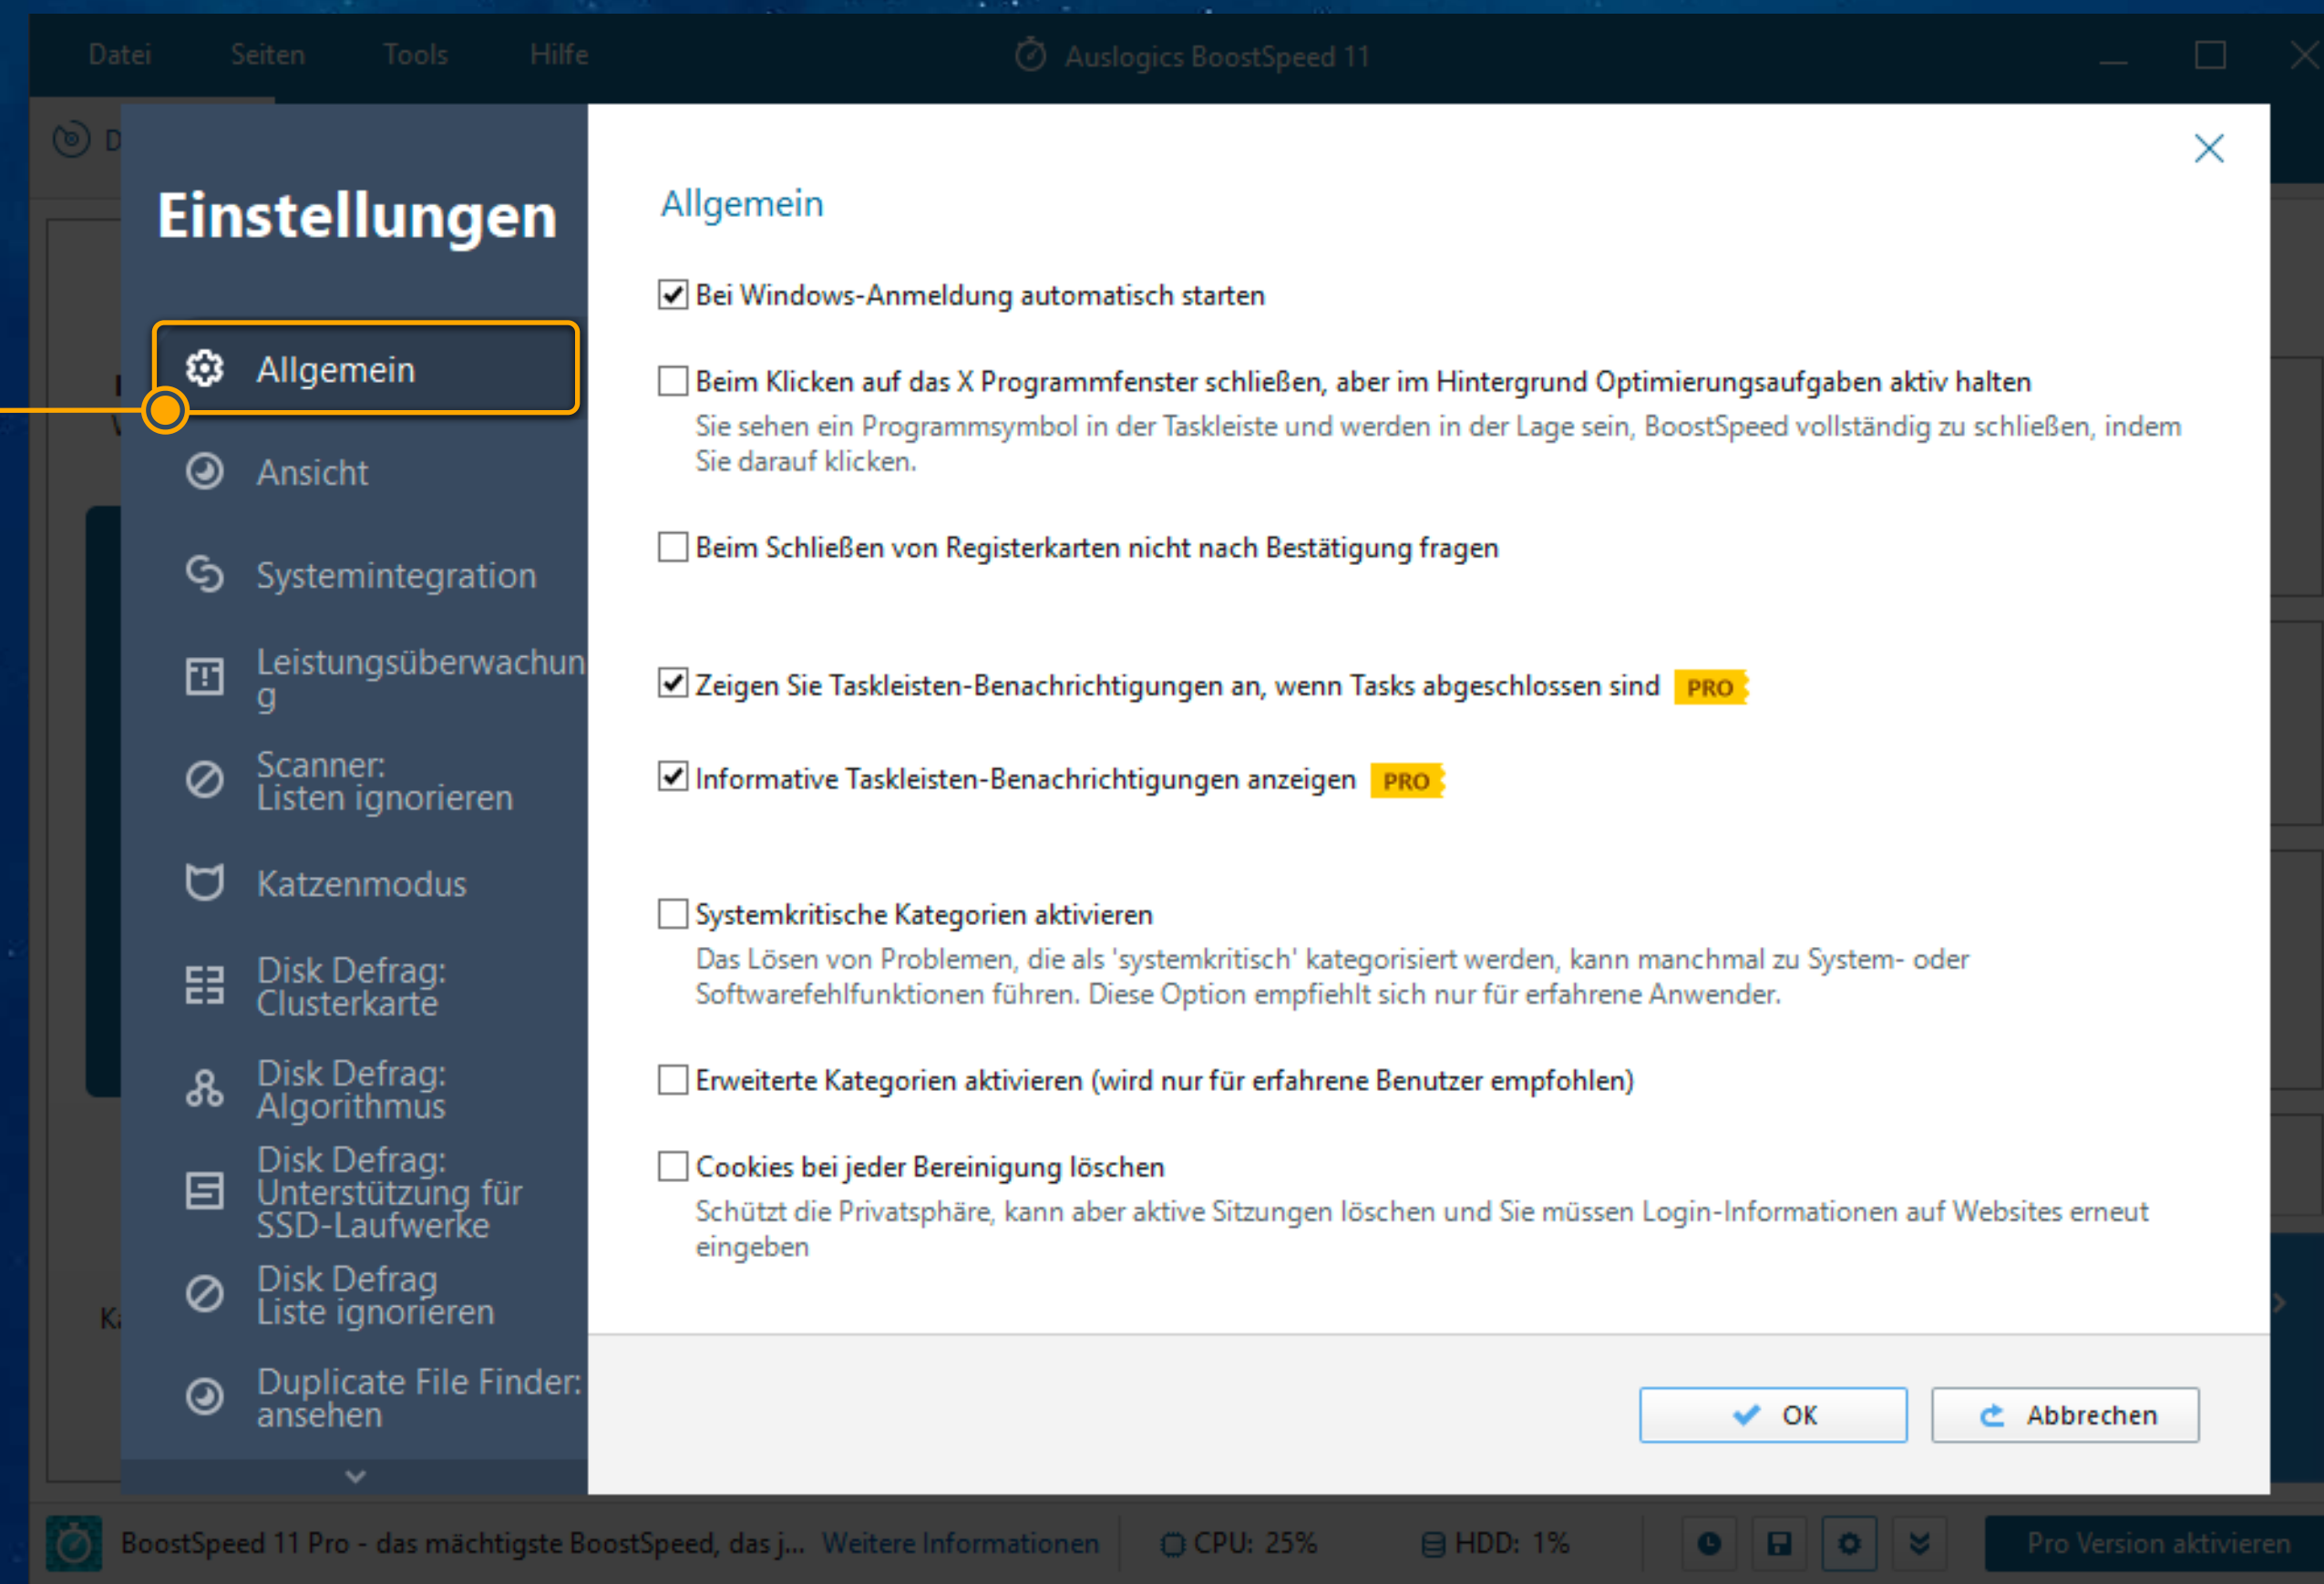 Datei Seiten Tools Hilfe Auslogics BoostSpeed 11
Einstellungen
Allgemein
Ansicht
Systemintegration
Leistungsüberwachun
g
Scanner:
Listen ignorieren
Katzenmodus
Disk Defrag:
Clusterkarte
Disk Defrag:
Algorithmus
Disk Defrag:
Unterstützung für
SSD-Laufwerke
Disk Defrag
Liste ignorieren
Duplicate File Finder:
ansehen
Allgemein
Bei Windows-Anmeldung automatisch starten
Beim Klicken auf das X Programmfenster schließen, aber im Hintergrund Optimierungsaufgaben aktiv halten
Sie sehen ein Programmsymbol in der Taskleiste und werden in der Lage sein, BoostSpeed vollständig zu schließen, indem
Sie darauf klicken.
Beim Schließen von Registerkarten nicht nach Bestätigung fragen
Zeigen Sie Taskleisten-Benachrichtigungen an, wenn Tasks abgeschlossen sind PRO
Informative Taskleisten-Benachrichtigungen anzeigen PRO
Systemkritische Kategorien aktivieren
Das Lösen von Problemen, die als 'systemkritisch' kategorisiert werden, kann manchmal zu System- oder
Softwarefehlfunktionen führen. Diese Option empfiehlt sich nur für erfahrene Anwender.
Erweiterte Kategorien aktivieren (wird nur für erfahrene Benutzer empfohlen)
Cookies bei jeder Bereinigung löschen
Schützt die Privatsphäre, kann aber aktive Sitzungen löschen und Sie müssen Login-Informationen auf Websites erneut
eingeben
OK Abbrechen
BoostSpeed 11 Pro - das mächtigste BoostSpeed, das j... Weitere Informationen CPU: 25% HDD: 1% Pro Version aktivieren